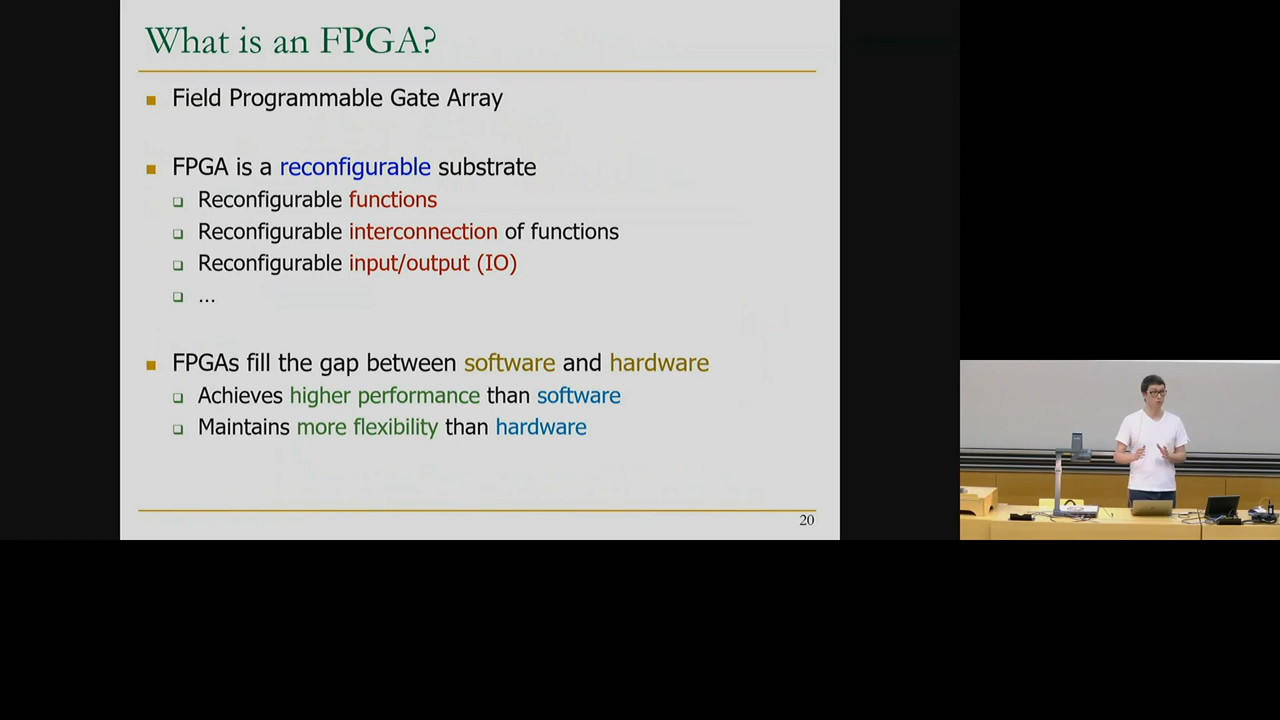 What is an FPGA?
Field Programmable Gate Array
FPGA is a reconfigurable substrate
Reconfigurable functions
Reconfigurable interconnection of functions
Reconfigurable input/output (IO)
...
FPGAs fill the gap between software and hardware
Achieves higher performance than software
Maintains more flexibility than hardware
20